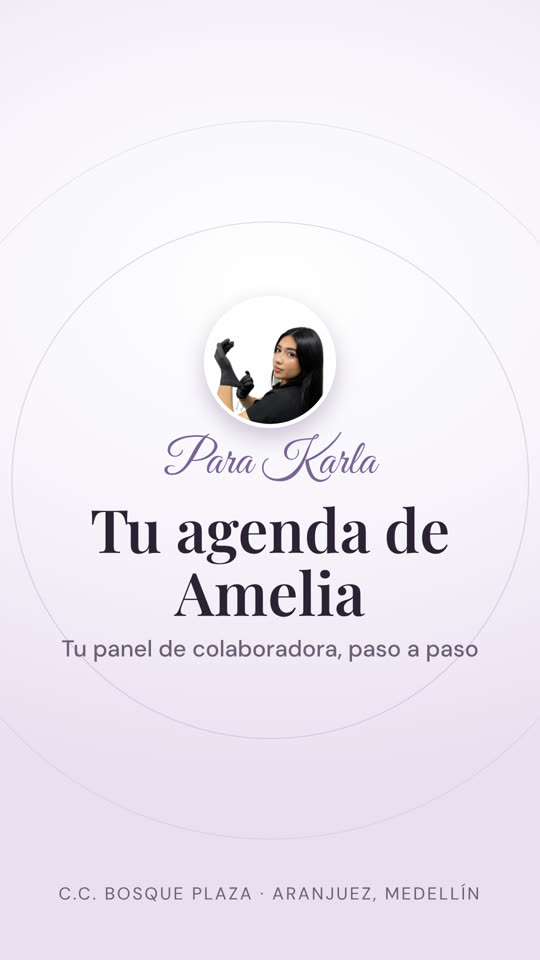 Para Karla
Tu agenda de
Amelia
Tu panel de colaboradora, paso a paso
C.C. BOSQUE PLAZA · ARANJUEZ, MEDELLÍN